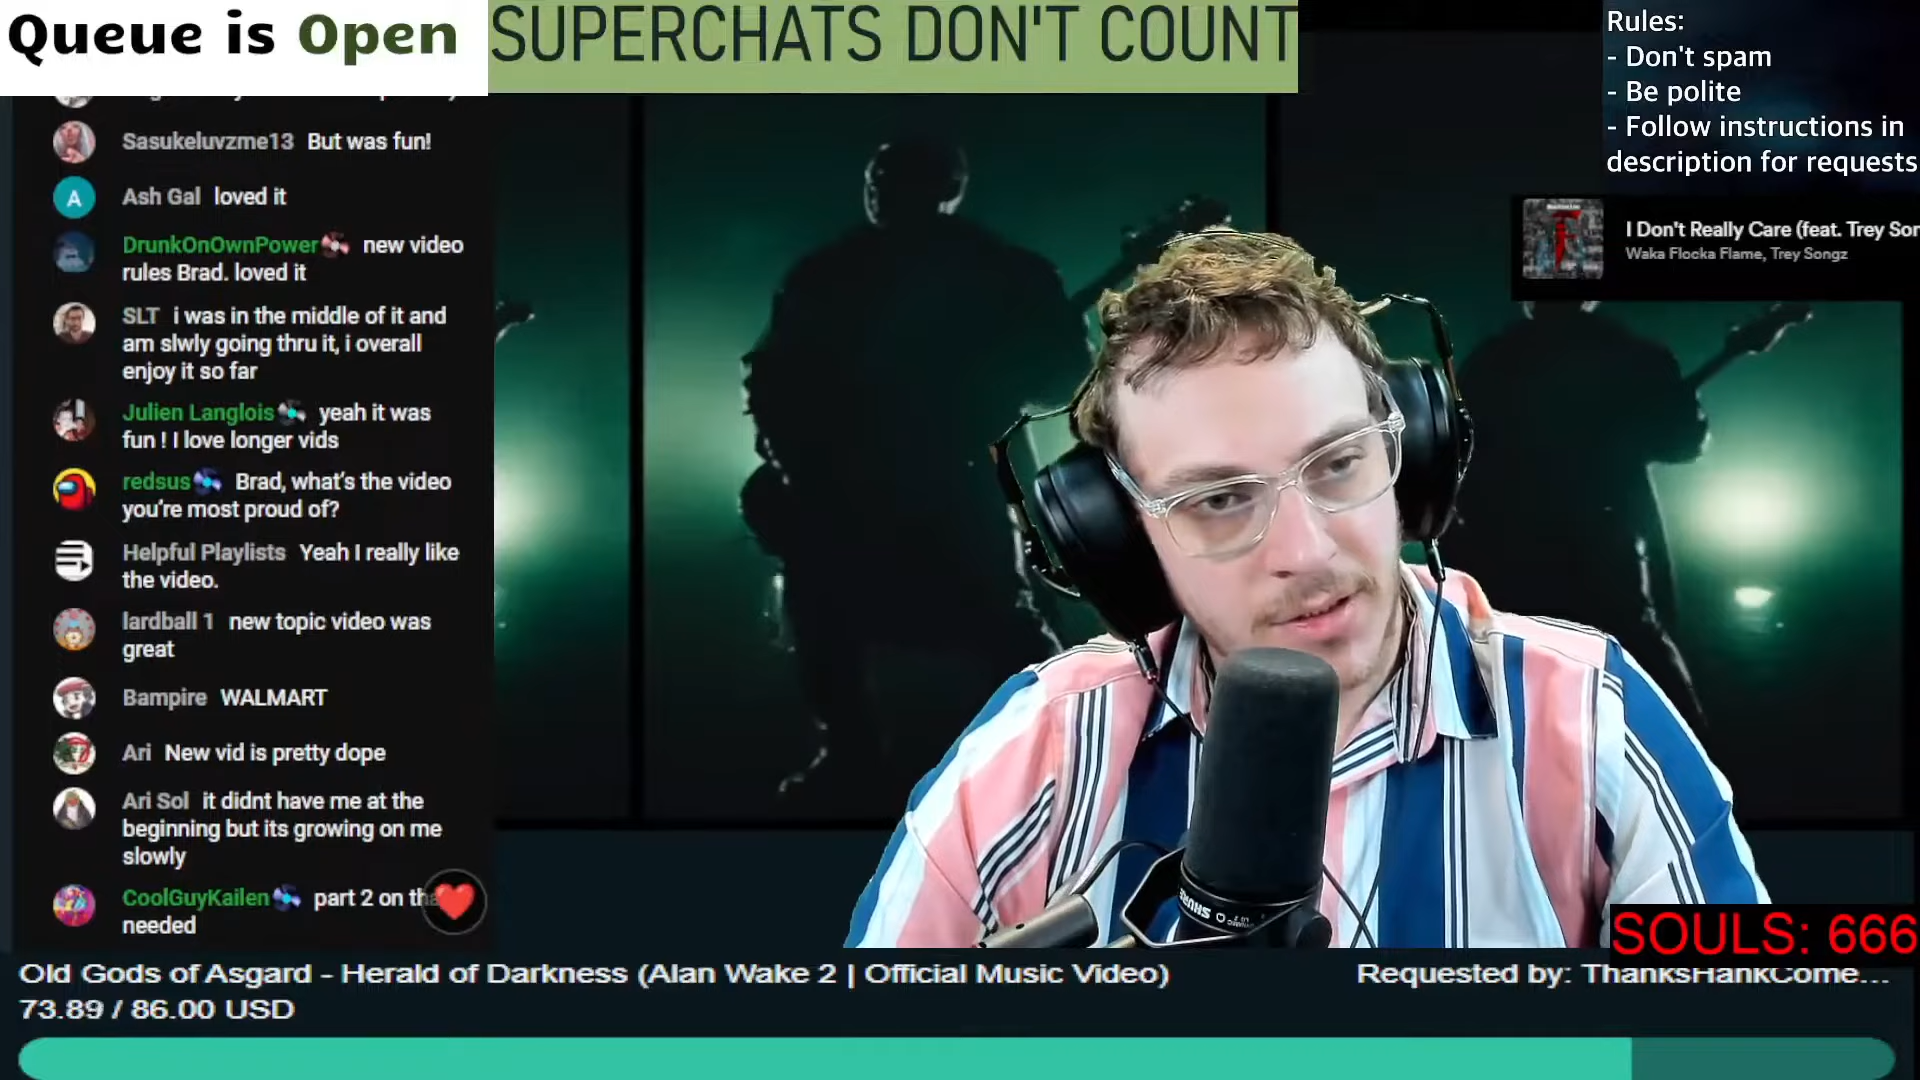 Queue is Open
SUPERCHATS DON'T COUNT
Rules:
- Don't spam
- Be polite
- Follow instructions in
description for requests
I Don't Really Care (feat. Trey Son
Waka Flocka Flame, Trey Songz
Sasukeluvzme13 But was fun!
A
Ash Gal loved it
DrunkOnOwnPower new video
rules Brad. loved it
SLT i was in the middle of it and
am slwly going thru it, i overall
enjoy it so far
Julien Langlois yeah it was
fun ! I love longer vids
redsus Brad, what's the video
you're most proud of?
Helpful Playlists Yeah I really like
the video.
lardball 1 new topic video was
great
Bampire WALMART
Ari New vid is pretty dope
Ari Sol it didnt have me at the
beginning but its growing on me
slowly
CoolGuyKailen part 2 on
needed
SHURE
SOULS: 666
Old Gods of Asgard - Herald of Darkness (Alan Wake 2 | Official Music Video)
Requested by: ThanksHankCome...
73.89 / 86.00 USD